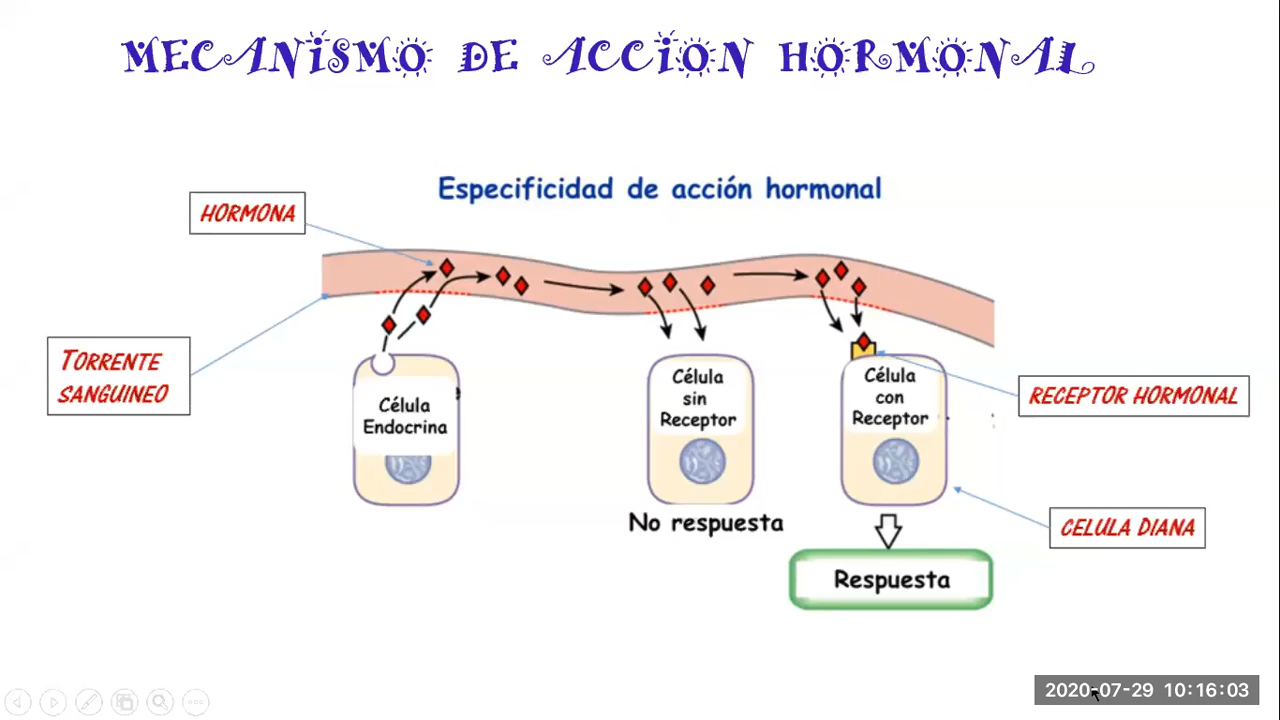 MECANISMO DE ACCION HORMONAL
Especificidad de acción hormonal
HORMONA
TORRENTE
SANGUINEO
Célula
Endocrina
Célula
sin
Receptor
Célula
con
Receptor
RECEPTOR HORMONAL
No respuesta
CELULA DIANA
Respuesta
2020-07-29 10:16:03